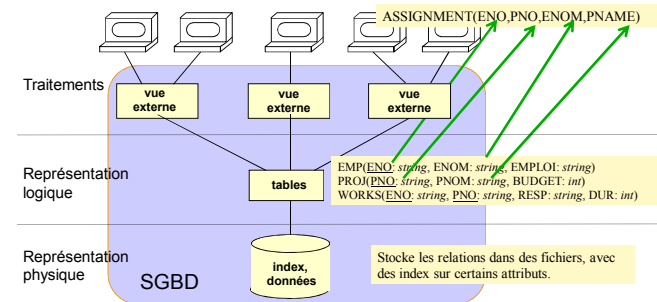 ASSIGNMENT(ENO,PNO,ENOM,PNAME)
Traitements
vue
externe
vue
externe
vue
externe
Représentation
logique
tables
EMP(ENO: string, ENOM: string, EMPLOI: string)
PROJ(PNO: string, PNOM: string, BUDGET: int)
WORKS(ENO: string, PNO: string, RESP: string, DUR: int)
Représentation
physique
SGBD
index,
données
Stocke les relations dans des fichiers, avec
des index sur certains attributs.